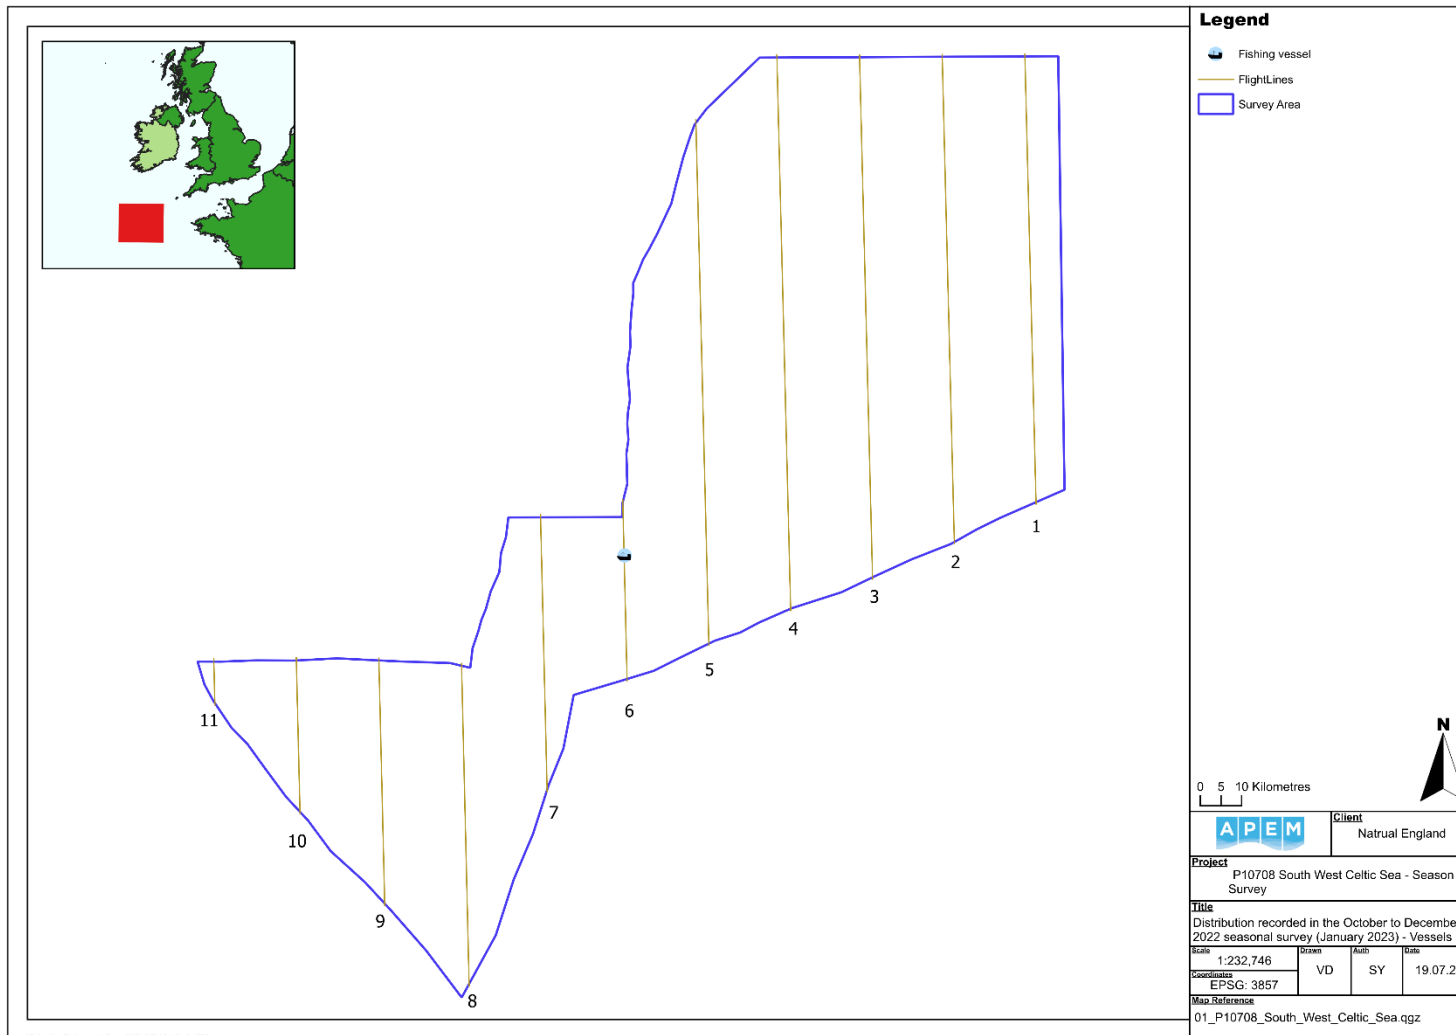 Legend
Fishing vessel
FlightLines
Survey Area
1
2
3
4
5
6
7
8
9
10
11
N
0 5 10 Kilometres
APEM
Client
Natrual England
Project
P10708 South West Celtic Sea - Season
Survey
Title
Distribution recorded in the October to Decembe
2022 seasonal survey (January 2023) - Vessels
Scale
1:232,746
Drawn
VD
Auth
SY
Date
19.07.2
Coordinates
EPSG: 3857
Map Reference
01_P10708_South_West_Celtic_Sea.qgz